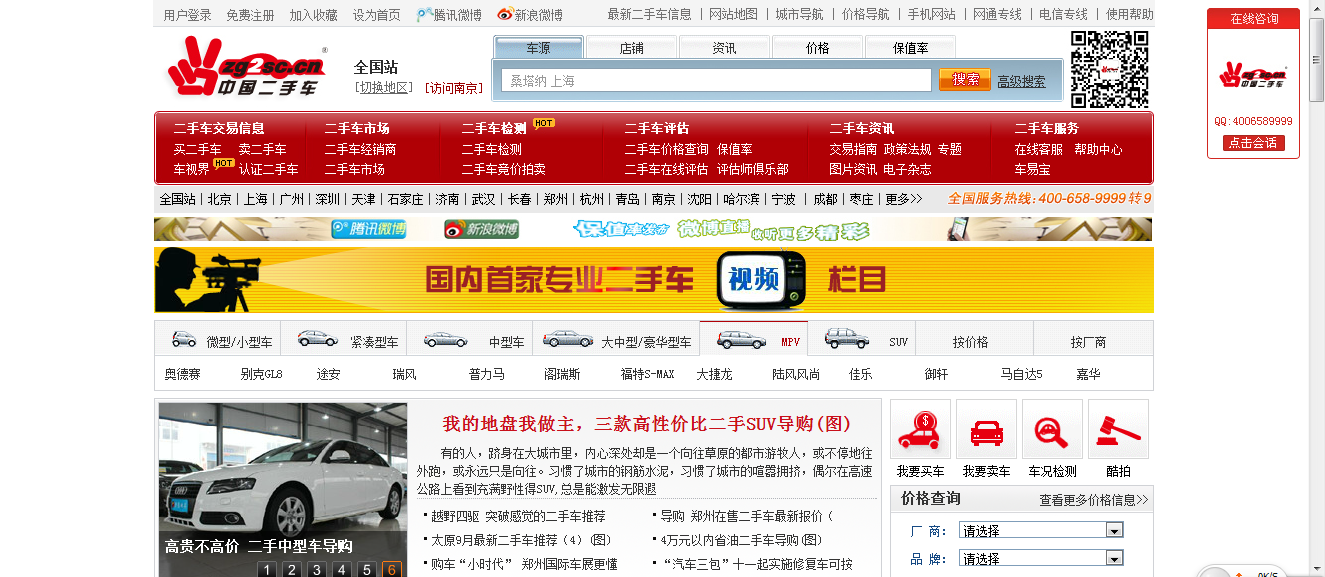 用户登录 免费注册 加入收藏 设为首页 腾讯微博 新浪微博 最新二手车信息 | 网站地图 | 城市导航 | 价格导航 | 手机网站 | 网通专线 | 电信专线 | 使用帮助
在线咨询
zg2sc.cn ®
中国二手车
全国站
[切换地区] [访问南京]
车源 店铺 资讯 价格 保值率
桑塔纳 上海 搜索 高级搜索
中国二手车
QQ:4006589999
点击会话
二手车交易信息 二手车市场 二手车检测 HOT 二手车评估 二手车资讯 二手车服务
买二手车 卖二手车 二手车经销商 二手车检测 二手车价格查询 保值率 交易指南 政策法规 专题 在线客服 帮助中心
车视界 HOT 认证二手车 二手车市场 二手车竞价拍卖 二手车在线评估 评估师俱乐部 图片资讯 电子杂志 车易宝
全国站 | 北京 | 上海 | 广州 | 深圳 | 天津 | 石家庄 | 济南 | 武汉 | 长春 | 郑州 | 杭州 | 青岛 | 南京 | 沈阳 | 哈尔滨 | 宁波 | 成都 | 枣庄 | 更多>> 全国服务热线:400-658-9999转9
腾讯微博 新浪微博 保值率发布 微博直播 收听更多精彩
国内首家专业二手车 视频 栏目
微型/小型车 紧凑型车 中型车 大中型/豪华型车 MPV SUV 按价格 按厂商
奥德赛 别克GL8 途安 瑞风 普力马 阁瑞斯 福特S-MAX 大捷龙 陆风风尚 佳乐 御轩 马自达5 嘉华
高贵不高价 二手中型车导购
1 2 3 4 5 6
我的地盘我做主，三款高性价比二手SUV导购(图)
有的人，跻身在大城市里，内心深处却是一个向往草原的都市游牧人，或不停地往
外跑，或永远只是向往。习惯了城市的钢筋水泥，习惯了城市的喧嚣拥挤，偶尔在高速
公路上看到充满野性得SUV,总是能激发无限遐
越野四驱 突破感觉的二手车推荐 导购 郑州在售二手车最新报价（
太原9月最新二手车推荐（4）(图) 4万元以内省油二手车导购(图)
购车“小时代” 郑州国际车展更懂 “汽车三包”十一起实施修复车可按
我要买车 我要卖车 车况检测 酷拍
价格查询 查看更多价格信息>>
厂 商： 请选择
品 牌： 请选择
0K/S